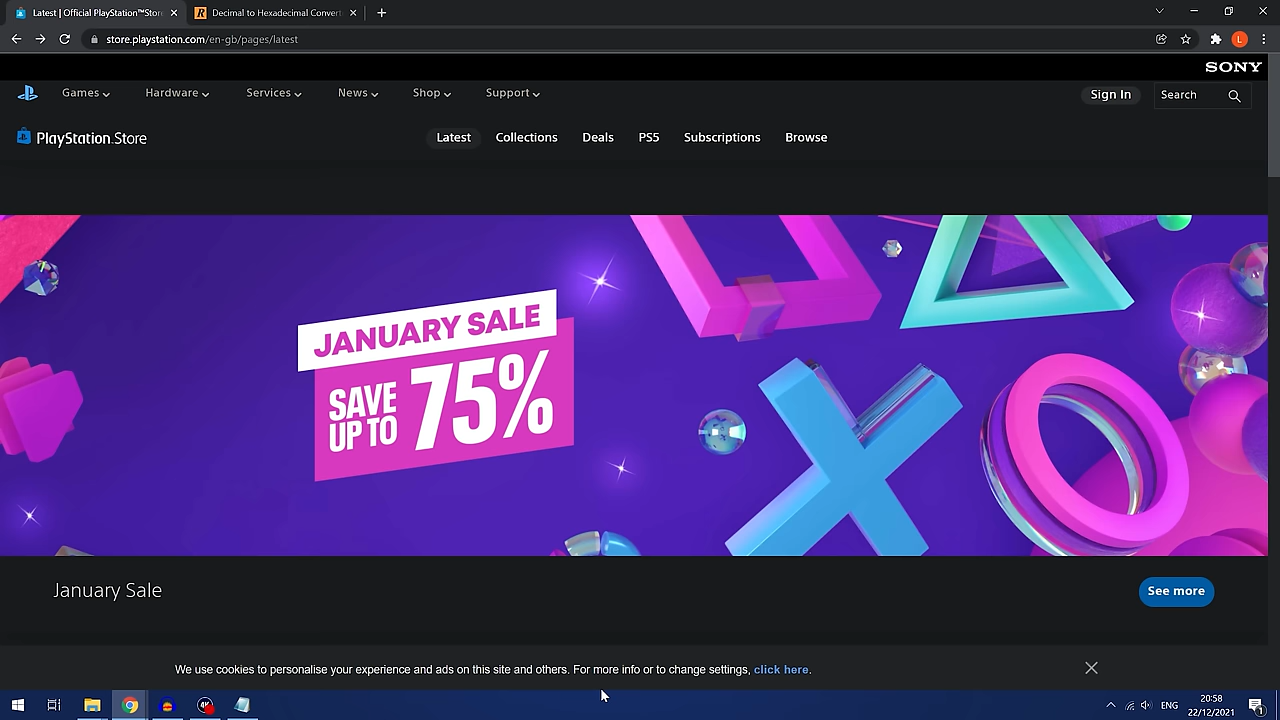 Latest | Official PlayStation™Stor
Decimal to Hexadecimal Convert
store.playstation.com/en-gb/pages/latest
L
SONY
Games
Hardware
Services
News
Shop
Support
Sign In
Search
PlayStation.Store
Latest
Collections
Deals
PS5
Subscriptions
Browse
JANUARY SALE
SAVE
UP TO
75%
January Sale
See more
We use cookies to personalise your experience and ads on this site and others. For more info or to change settings, click here.
4K
ENG
20:58
22/12/2021
1